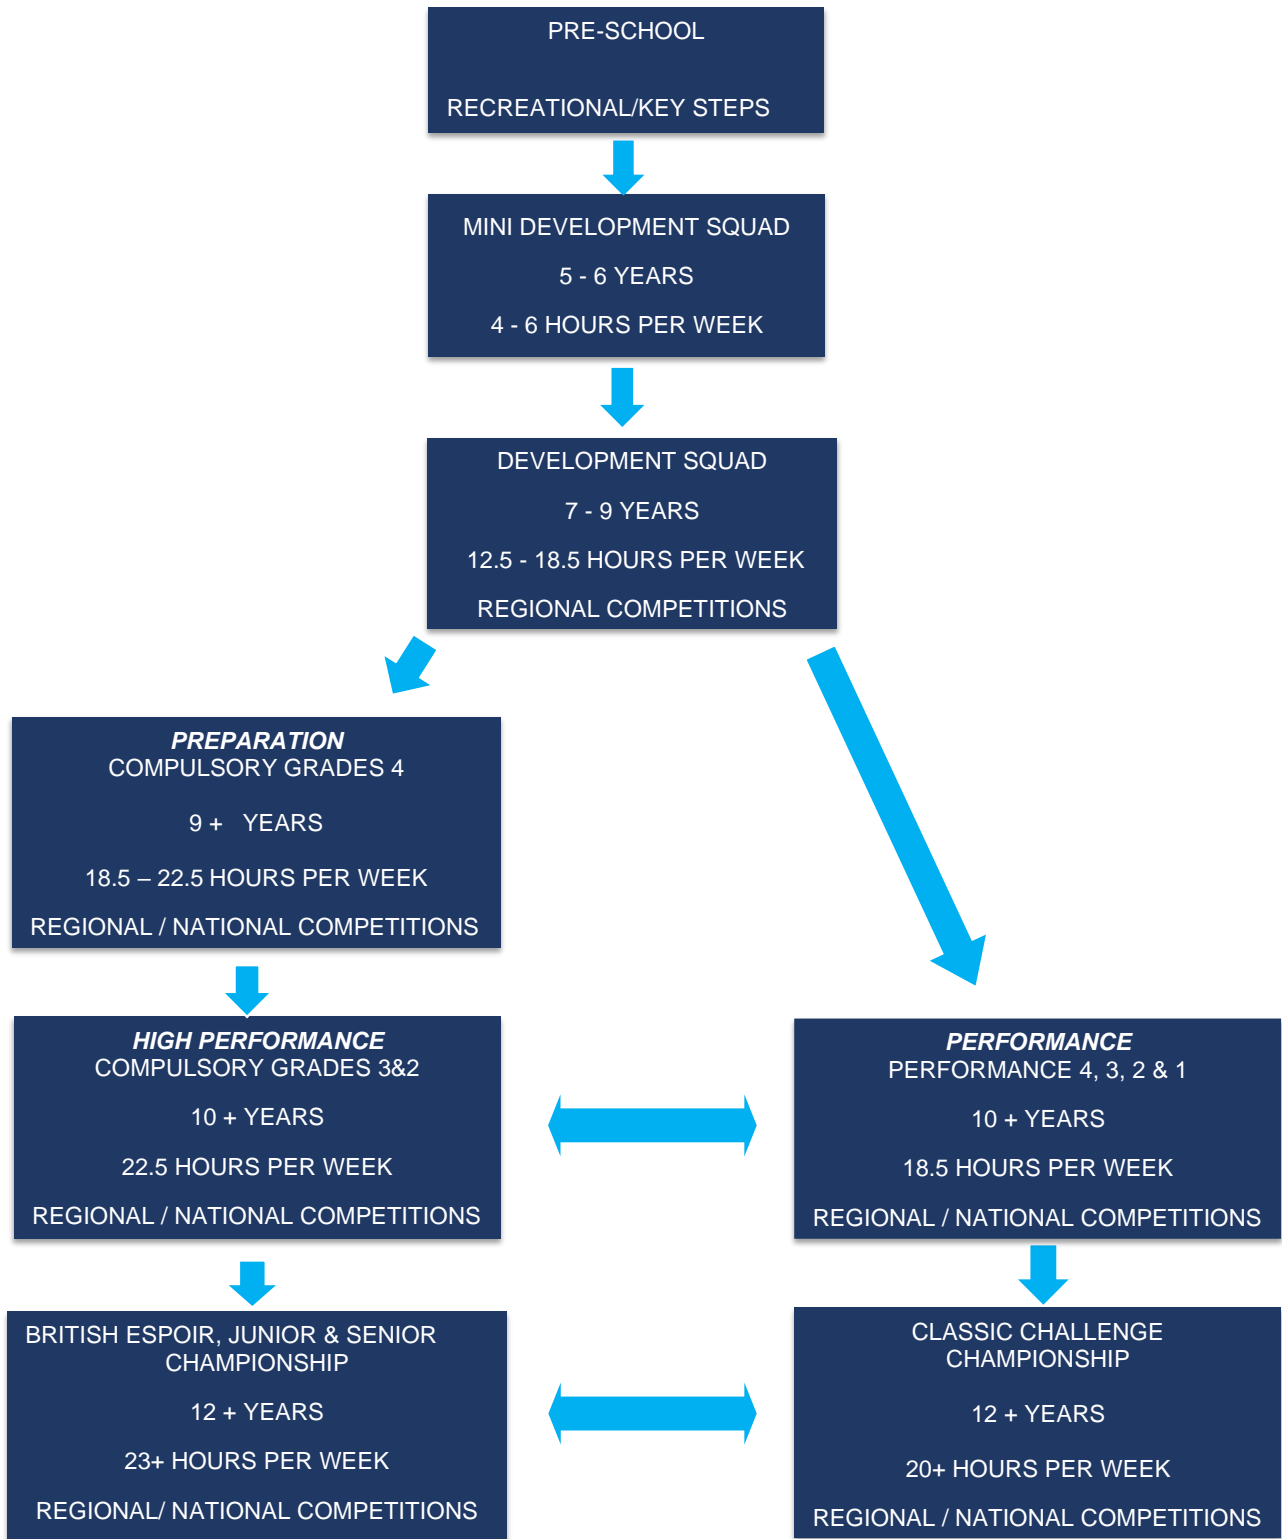 PRE-SCHOOL
RECREATIONAL/KEY STEPS
MINI DEVELOPMENT SQUAD
5 - 6 YEARS
4 - 6 HOURS PER WEEK
DEVELOPMENT SQUAD
7 - 9 YEARS
12.5 - 18.5 HOURS PER WEEK
REGIONAL COMPETITIONS
PREPARATION
COMPULSORY GRADES 4
9 + YEARS
18.5 – 22.5 HOURS PER WEEK
REGIONAL / NATIONAL COMPETITIONS
HIGH PERFORMANCE
COMPULSORY GRADES 3&2
10 + YEARS
22.5 HOURS PER WEEK
REGIONAL / NATIONAL COMPETITIONS
PERFORMANCE
PERFORMANCE 4, 3, 2 & 1
10 + YEARS
18.5 HOURS PER WEEK
REGIONAL / NATIONAL COMPETITIONS
BRITISH ESPOIR, JUNIOR & SENIOR
CHAMPIONSHIP
12 + YEARS
23+ HOURS PER WEEK
REGIONAL/ NATIONAL COMPETITIONS
CLASSIC CHALLENGE
CHAMPIONSHIP
12 + YEARS
20+ HOURS PER WEEK
REGIONAL / NATIONAL COMPETITIONS